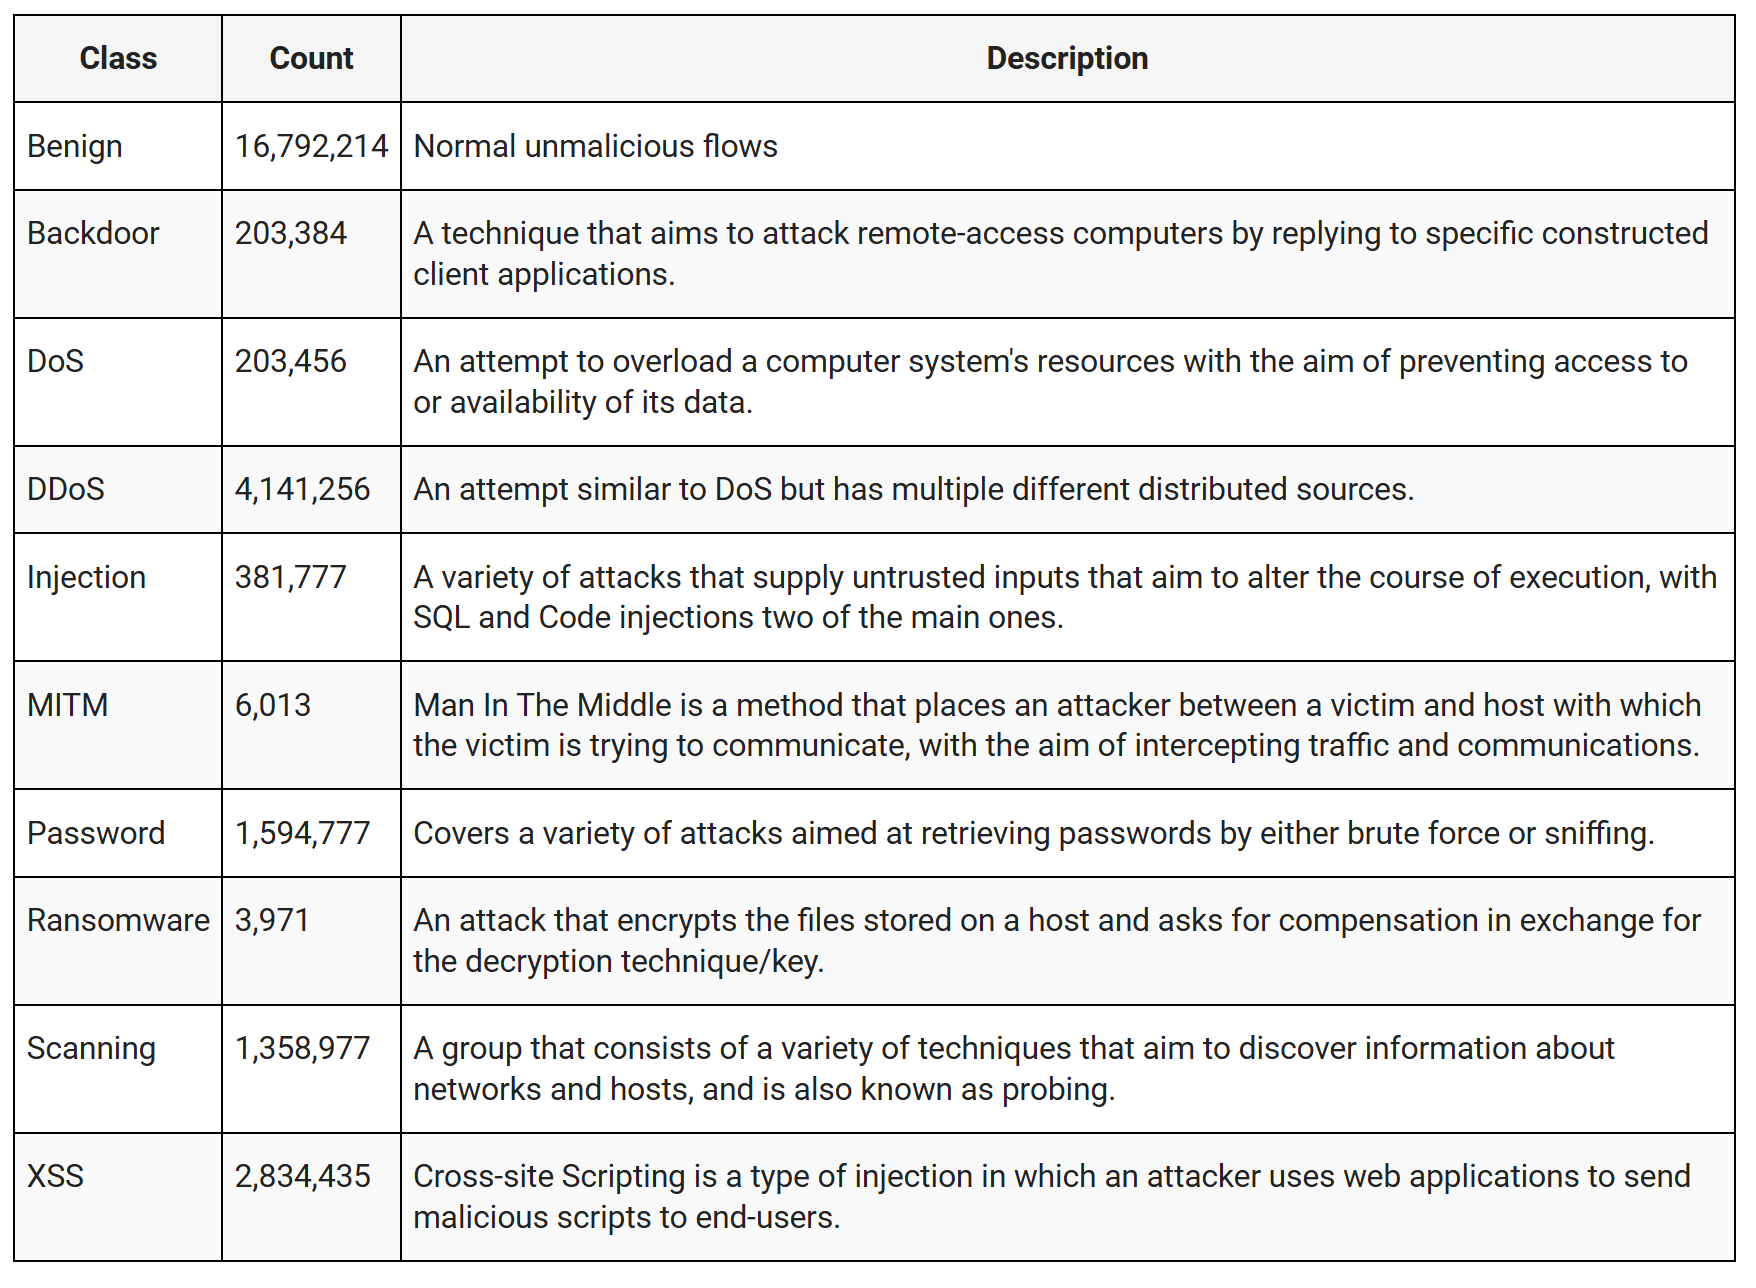 Class Count Description
Benign 16,792,214 Normal unmalicious flows
Backdoor 203,384 A technique that aims to attack remote-access computers by replying to specific constructed
client applications.
DoS 203,456 An attempt to overload a computer system's resources with the aim of preventing access to
or availability of its data.
DDoS 4,141,256 An attempt similar to DoS but has multiple different distributed sources.
Injection 381,777 A variety of attacks that supply untrusted inputs that aim to alter the course of execution, with
SQL and Code injections two of the main ones.
MITM 6,013 Man In The Middle is a method that places an attacker between a victim and host with which
the victim is trying to communicate, with the aim of intercepting traffic and communications.
Password 1,594,777 Covers a variety of attacks aimed at retrieving passwords by either brute force or sniffing.
Ransomware 3,971 An attack that encrypts the files stored on a host and asks for compensation in exchange for
the decryption technique/key.
Scanning 1,358,977 A group that consists of a variety of techniques that aim to discover information about
networks and hosts, and is also known as probing.
XSS 2,834,435 Cross-site Scripting is a type of injection in which an attacker uses web applications to send
malicious scripts to end-users.